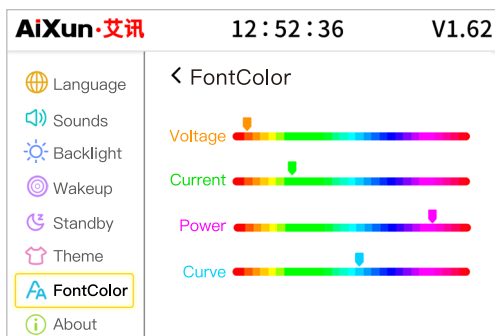 AiXun·艾讯 12:52:36 V1.62
< FontColor
Language
Sounds
Backlight
Wakeup
Standby
Theme
FontColor
About
Voltage
Current
Power
Curve